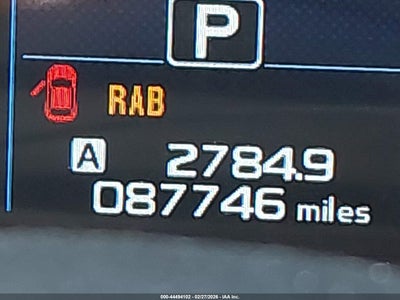 P
RAB
A 2784.9
087746 miles
000-44494102 - 02/27/2026 - IAA Inc.